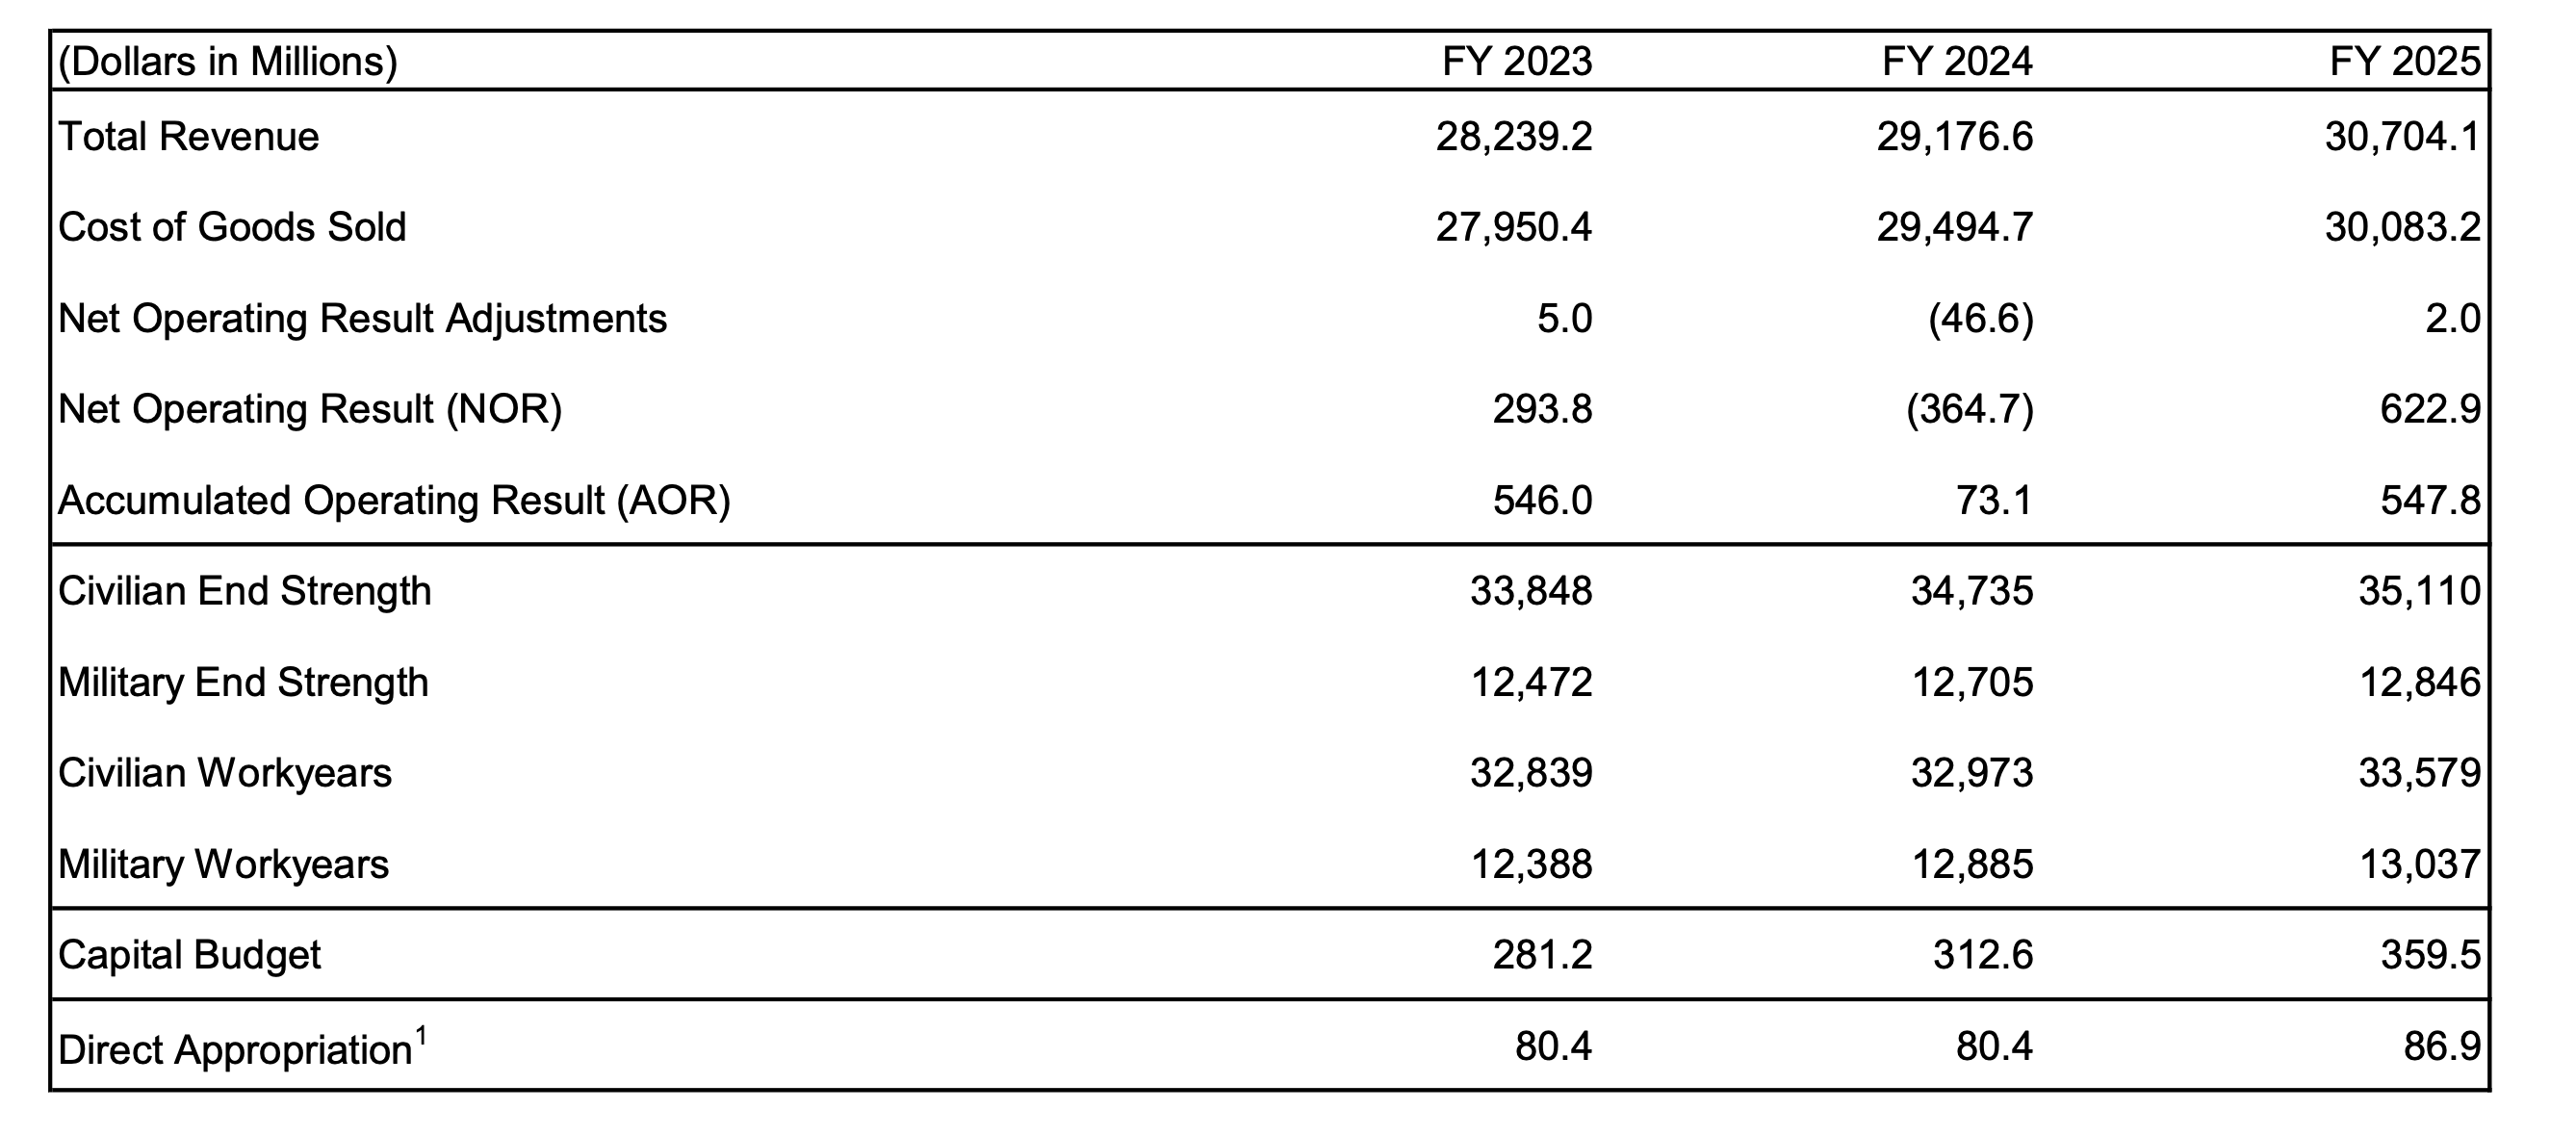 (Dollars in Millions) FY 2023 FY 2024 FY 2025
Total Revenue 28,239.2 29,176.6 30,704.1
Cost of Goods Sold 27,950.4 29,494.7 30,083.2
Net Operating Result Adjustments 5.0 (46.6) 2.0
Net Operating Result (NOR) 293.8 (364.7) 622.9
Accumulated Operating Result (AOR) 546.0 73.1 547.8
Civilian End Strength 33,848 34,735 35,110
Military End Strength 12,472 12,705 12,846
Civilian Workyears 32,839 32,973 33,579
Military Workyears 12,388 12,885 13,037
Capital Budget 281.2 312.6 359.5
Direct Appropriation¹ 80.4 80.4 86.9